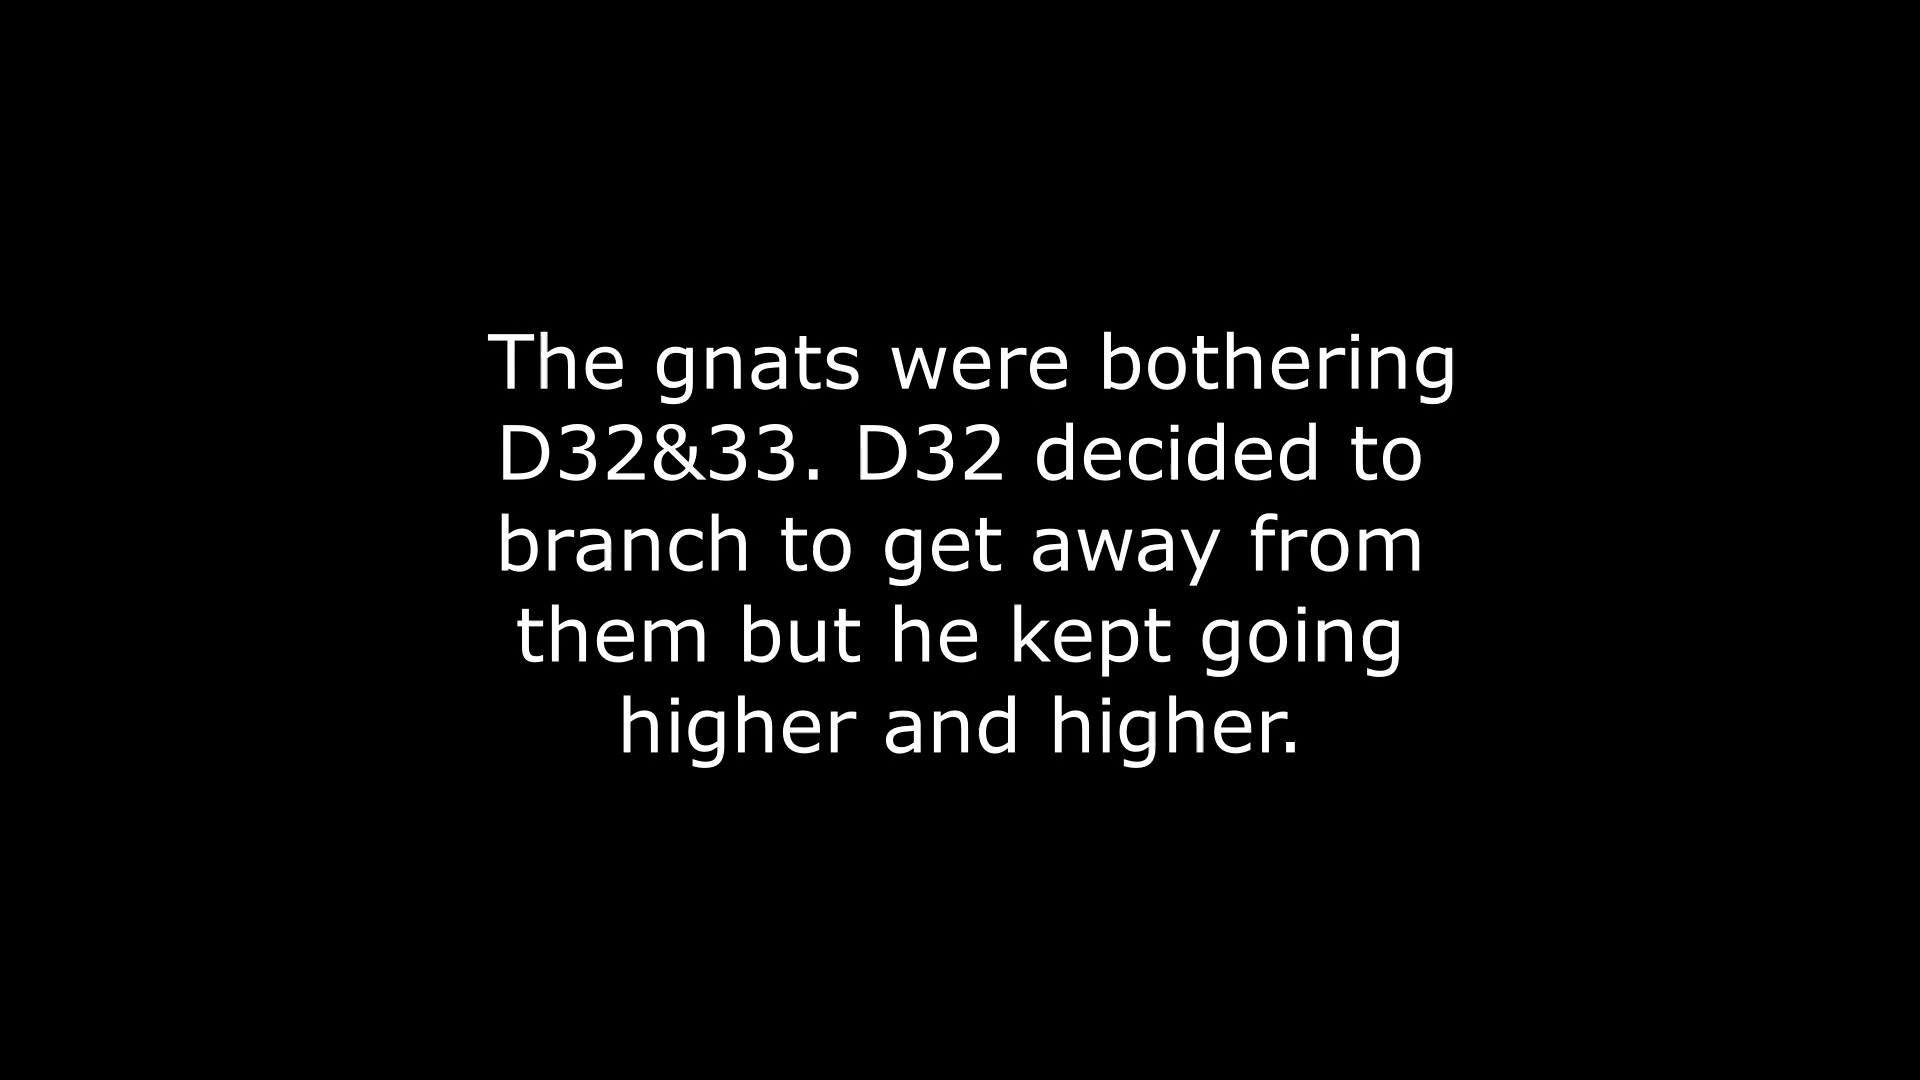 The gnats were bothering
D32&33. D32 decided to
branch to get away from
them but he kept going
higher and higher.